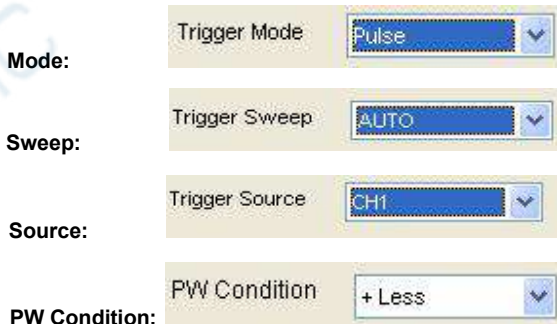 Mode: Trigger Mode Pulse
Sweep: Trigger Sweep AUTO
Source: Trigger Source CH1
PW Condition: PW Condition + Less